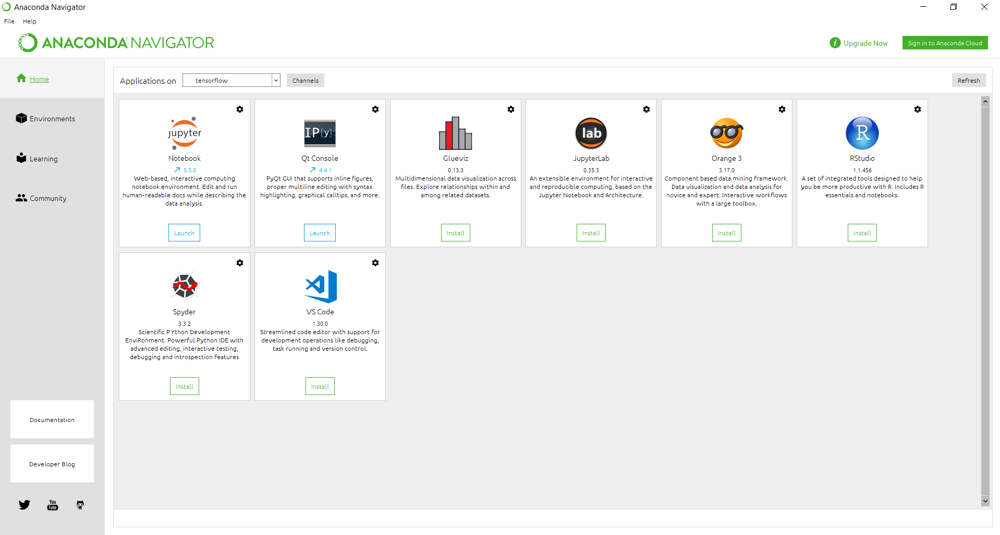 Anaconda Navigator
File Help
ANACONDA NAVIGATOR
i Upgrade Now
Sign in to Anaconda Cloud
Home
Environments
Learning
Community
Documentation
Developer Blog
You
Tube
Applications on tensorflow Channels Refresh
jupyter
Notebook
5.5.0
Web-based, interactive computing
notebook environment. Edit and run
human-readable docs while describing the
data analysis.
Launch
IP[y]:
Qt Console
4.4.1
PyQt GUI that supports inline figures,
proper multiline editing with syntax
highlighting, graphical calltips, and more.
Launch
Glueviz
0.13.3
Multidimensional data visualization across
files. Explore relationships within and
among related datasets.
Install
lab
JupyterLab
0.35.3
An extensible environment for interactive
and reproducible computing, based on the
Jupyter Notebook and Architecture.
Install
Orange 3
3.17.0
Component based data mining framework.
Data visualization and data analysis for
novice and expert. Interactive workflows
with a large toolbox.
Install
R
RStudio
1.1.456
A set of integrated tools designed to help
you be more productive with R. Includes R
essentials and notebooks.
Install
Spyder
3.3.2
Scientific PYthon Development
EnviRonment. Powerful Python IDE with
advanced editing, interactive testing,
debugging and introspection features
Install
VS Code
1.30.0
Streamlined code editor with support for
development operations like debugging,
task running and version control.
Install